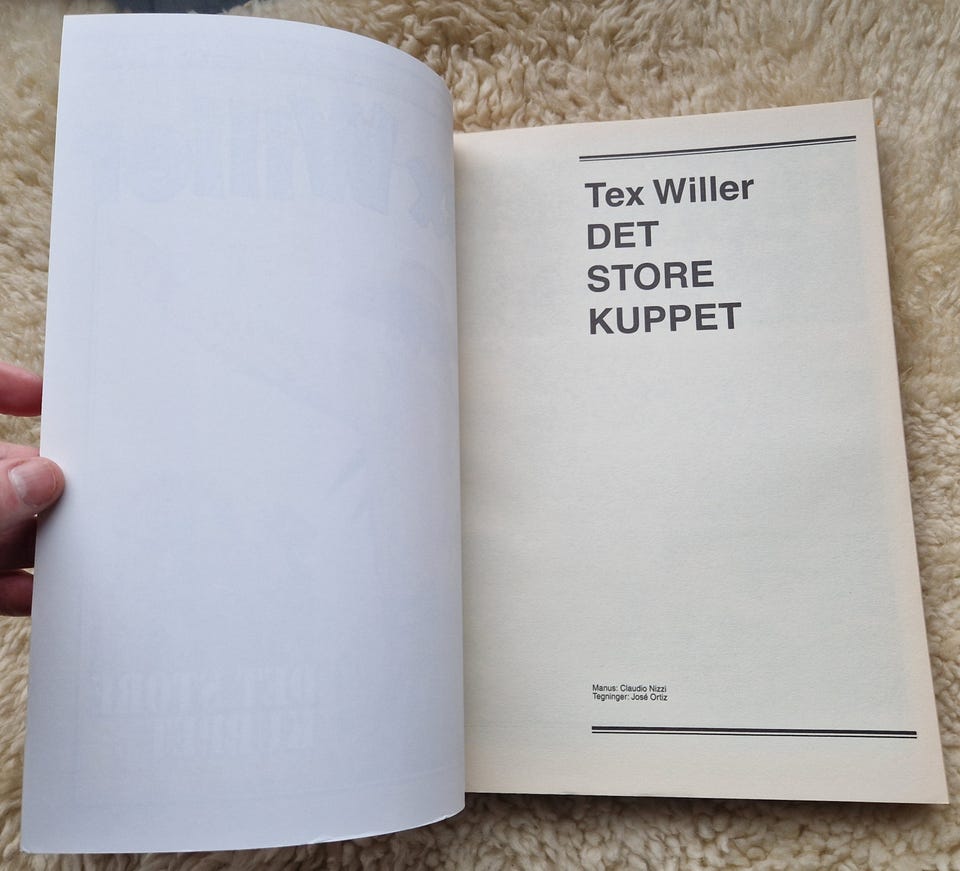 Tex Willer
DET
STORE
KUPPET
Manus: Claudio Nizzi
Tegninger: José Ortiz